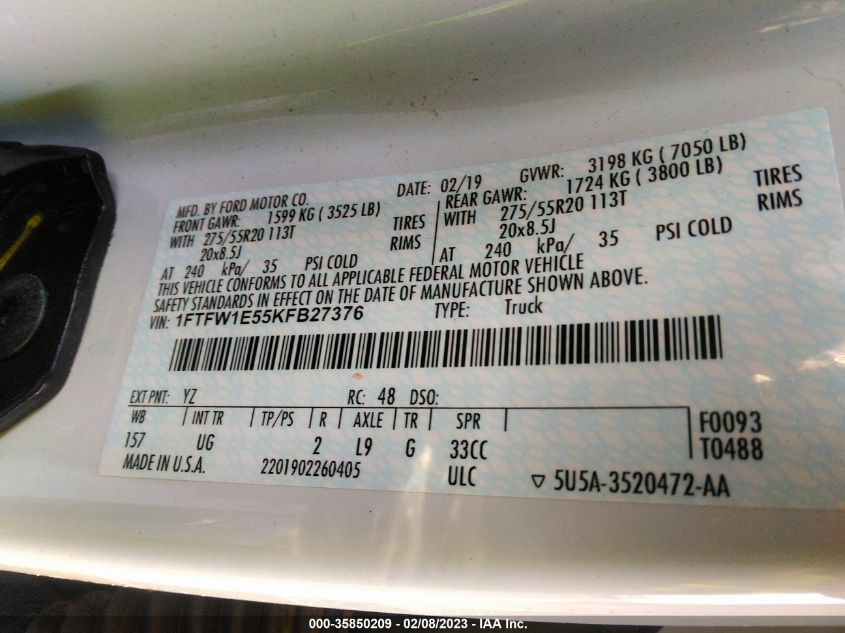 MFD. BY FORD MOTOR CO. DATE: 02/19 GVWR: 3198 KG ( 7050 LB)
FRONT GAWR: 1599 KG ( 3525 LB) REAR GAWR: 1724 KG ( 3800 LB)
WITH 275/55R20 113T TIRES WITH 275/55R20 113T TIRES
20x8.5J RIMS 20x8.5J RIMS
AT 240 kPa/ 35 PSI COLD AT 240 kPa/ 35 PSI COLD
THIS VEHICLE CONFORMS TO ALL APPLICABLE FEDERAL MOTOR VEHICLE
SAFETY STANDARDS IN EFFECT ON THE DATE OF MANUFACTURE SHOWN ABOVE.
VIN: 1FTFW1E55KFB27376 TYPE: Truck
EXT PNT: YZ RC: 48 DSO:
WB INT TR TP/PS R AXLE TR SPR F0093
157 UG 2 L9 G 33CC T0488
MADE IN U.S.A. 2201902260405 ULC ▽ 5U5A-3520472-AA
000-35850209 - 02/08/2023 - IAA Inc.